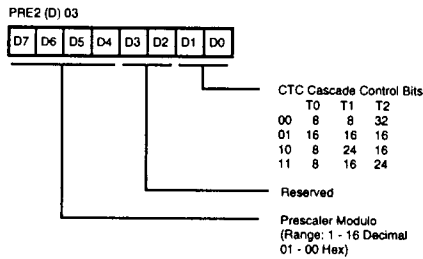 PRE2 (D) 03
D7 D6 D5 D4 D3 D2 D1 D0
CTC Cascade Control Bits
T0 T1 T2
00 8 8 32
01 16 16 16
10 8 24 16
11 8 16 24
Reserved
Prescaler Modulo
(Range: 1 - 16 Decimal
01 - 00 Hex)